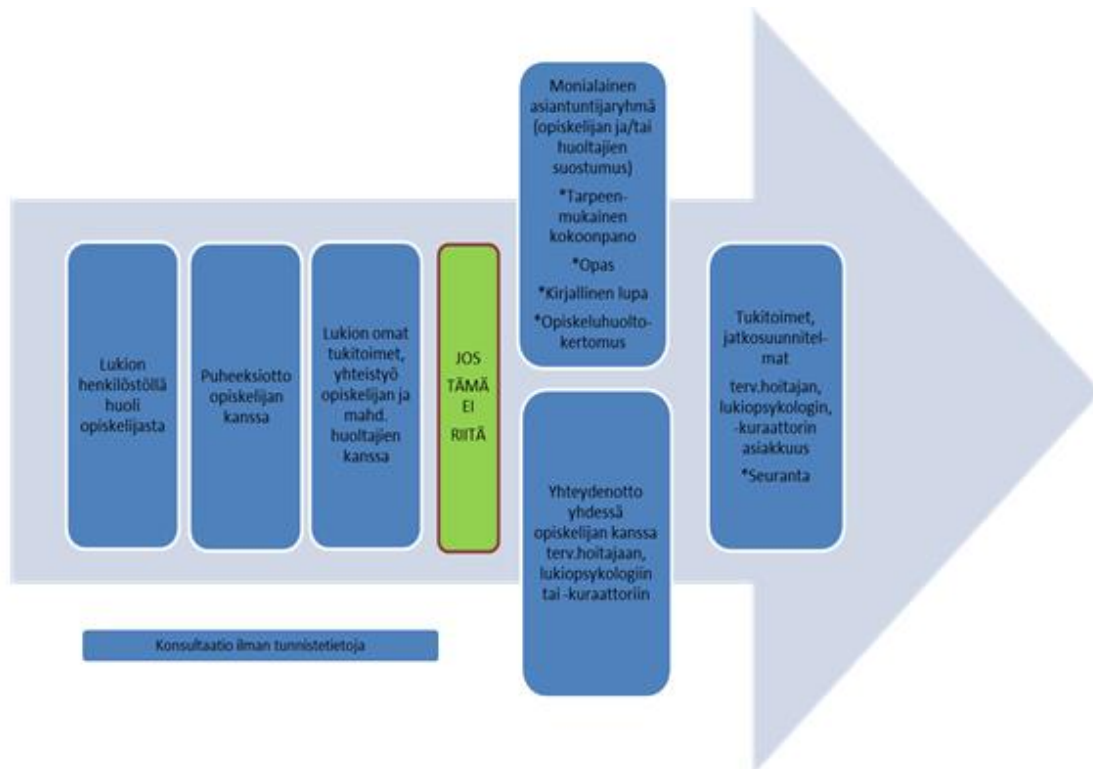 Lukion
henkilöstöllä
huoli
opiskelijasta
Puheeksiotto
opiskelijan
kanssa
Lukion omat
tukitoimet,
yhteistyö
opiskelijan ja
mahd.
huoltajien
kanssa
JOS
TÄMÄ
EI
RIITÄ
Monialainen
asiantuntijaryhmä
(opiskelijan ja/tai
huoltajien
suostumus)
*Tarpeen-
mukainen
kokoonpano
*Opas
*Kirjallinen lupa
*Opiskeluhuolto-
kertomus
Yhteydenotto
yhdessä
opiskelijan kanssa
terv.hoitajaan,
lukiopsykologiin
tai -kuraattoriin
Tukitoimet,
jatkosuunnitel-
mat
terv.hoitajan,
lukiopsykologin,
-kuraattorin
asiakkuus
*Seuranta
Konsultaatio ilman tunnistetietoja